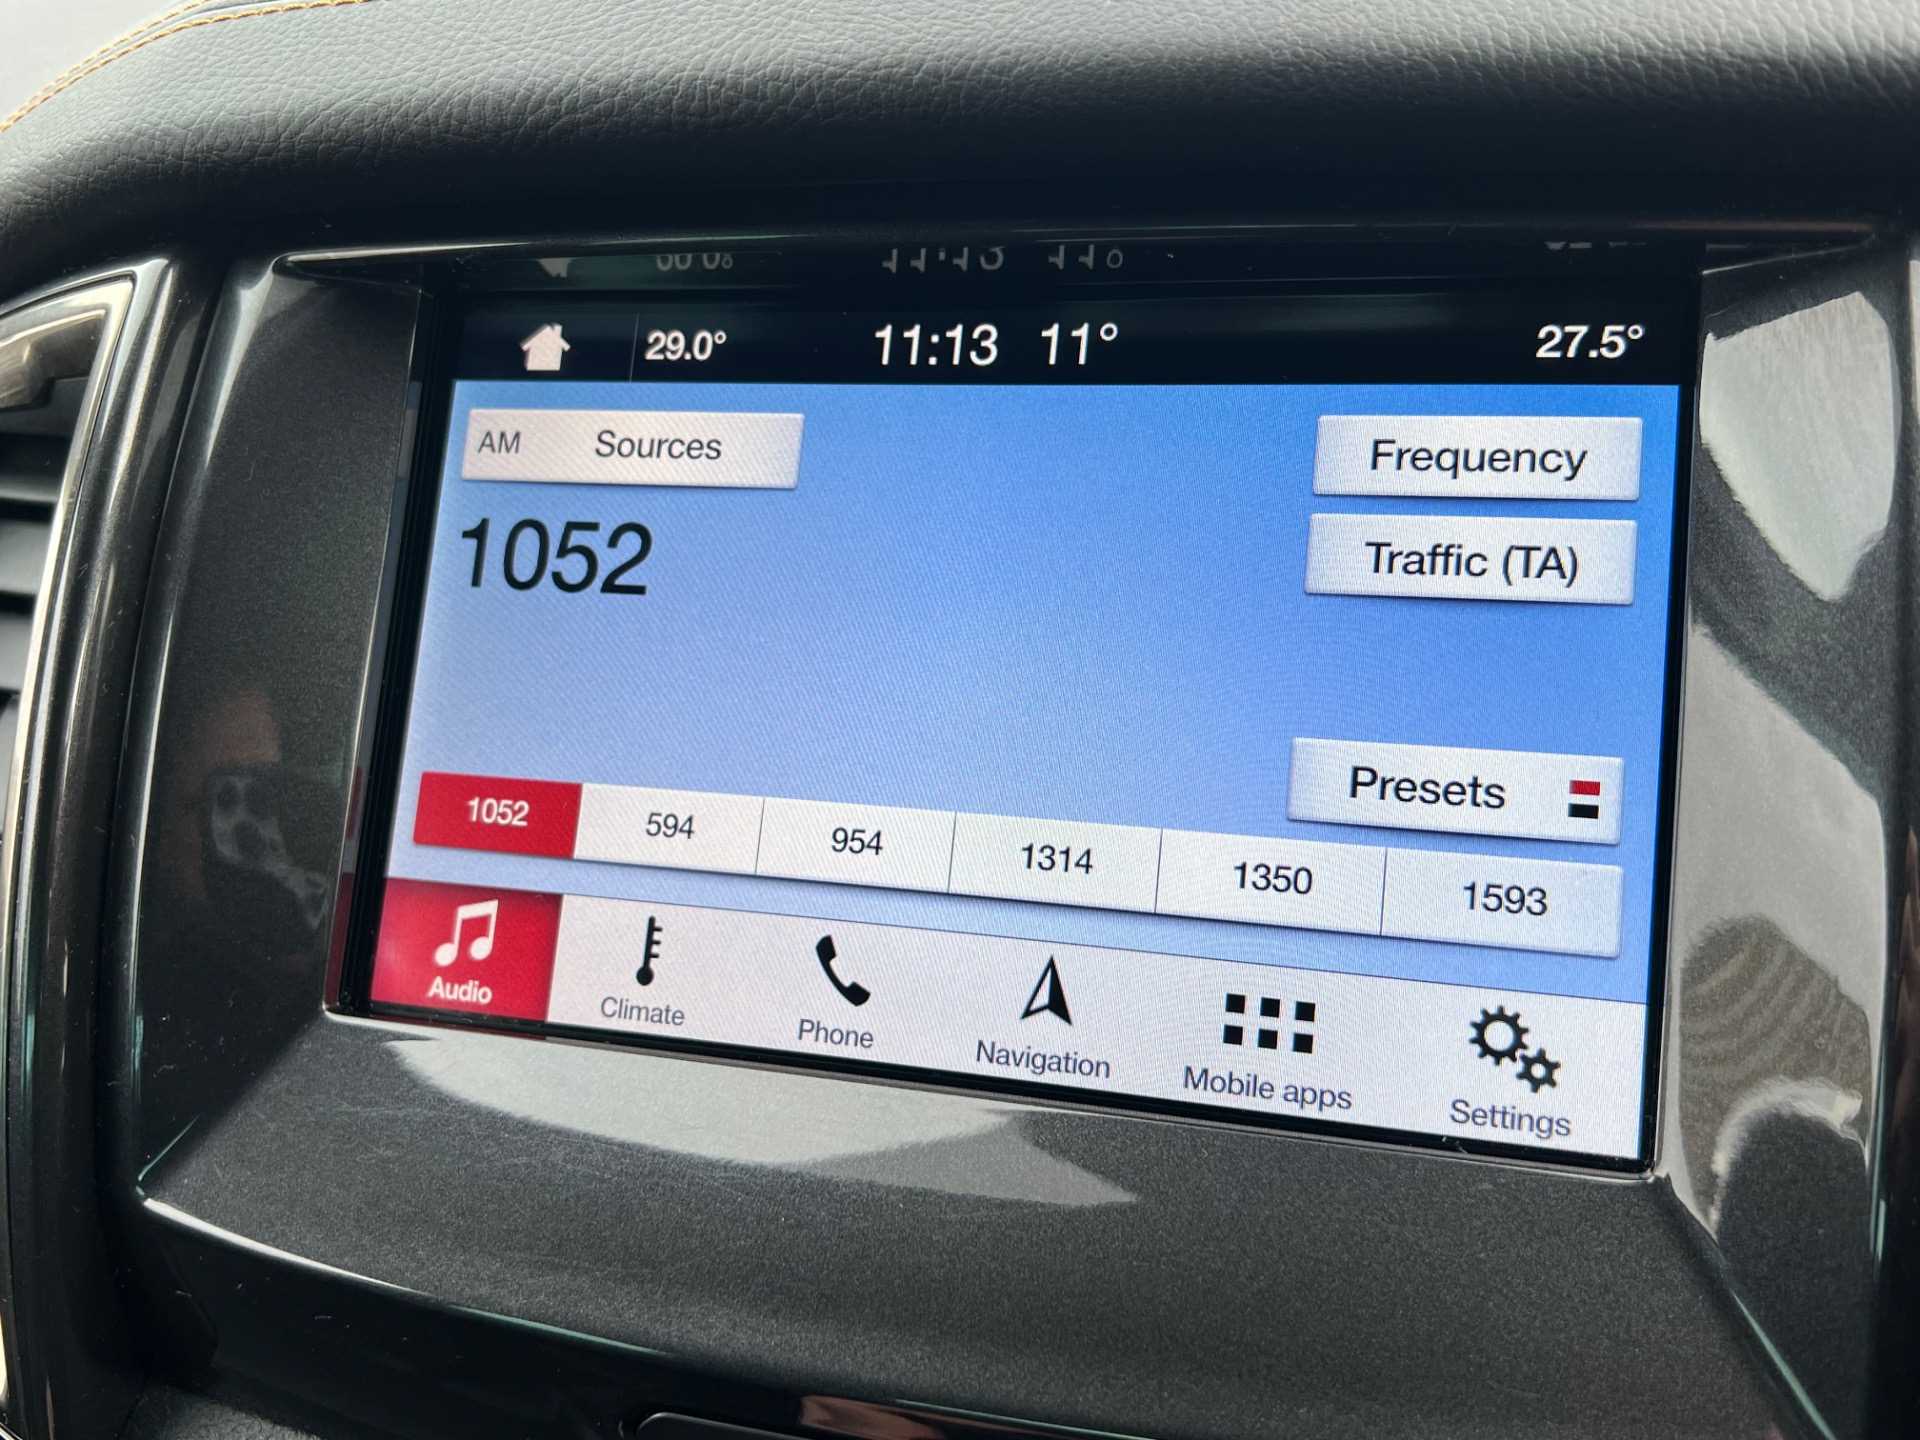 29.0° 11:13 11° 27.5°
AM Sources
Frequency
1052
Traffic (TA)
Presets
1052 594 954 1314 1350 1593
Audio Climate Phone Navigation Mobile apps Settings